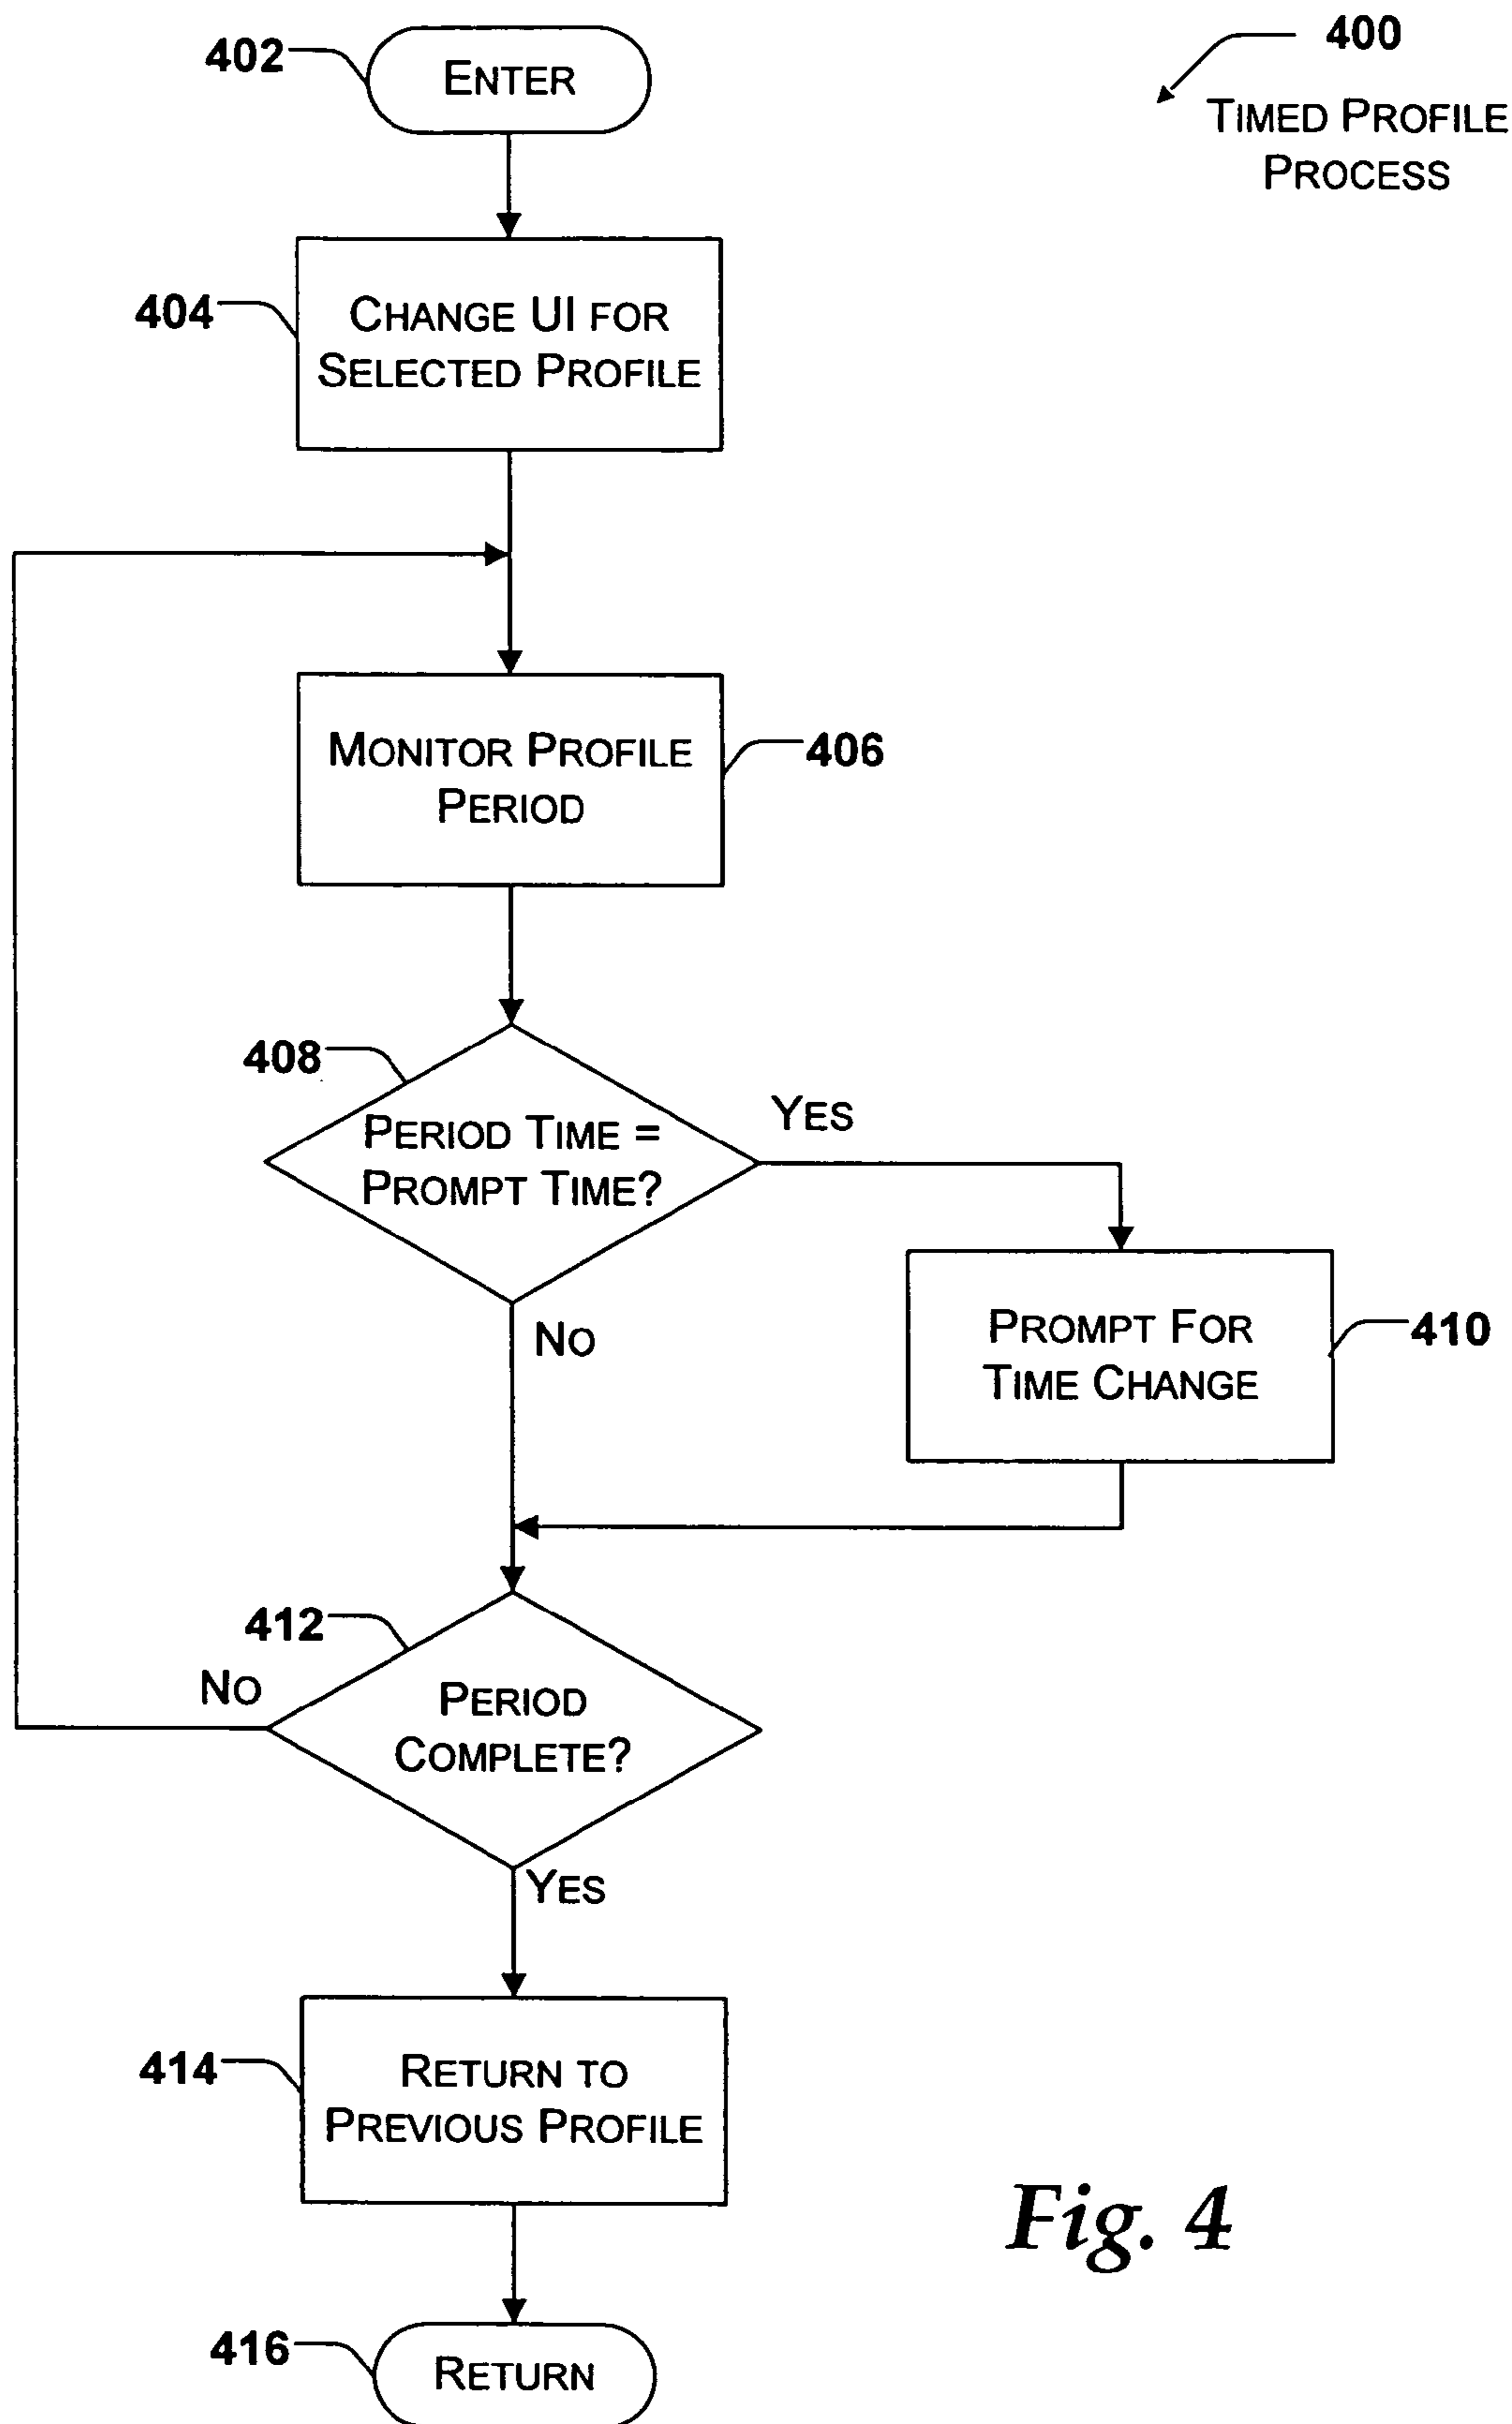 400
TIMED PROFILE
PROCESS
402
ENTER
404
CHANGE UI FOR
SELECTED PROFILE
MONITOR PROFILE
PERIOD
406
408
PERIOD TIME =
PROMPT TIME?
YES
NO
PROMPT FOR
TIME CHANGE
410
412
NO
PERIOD
COMPLETE?
YES
414
RETURN TO
PREVIOUS PROFILE
416
RETURN
Fig. 4